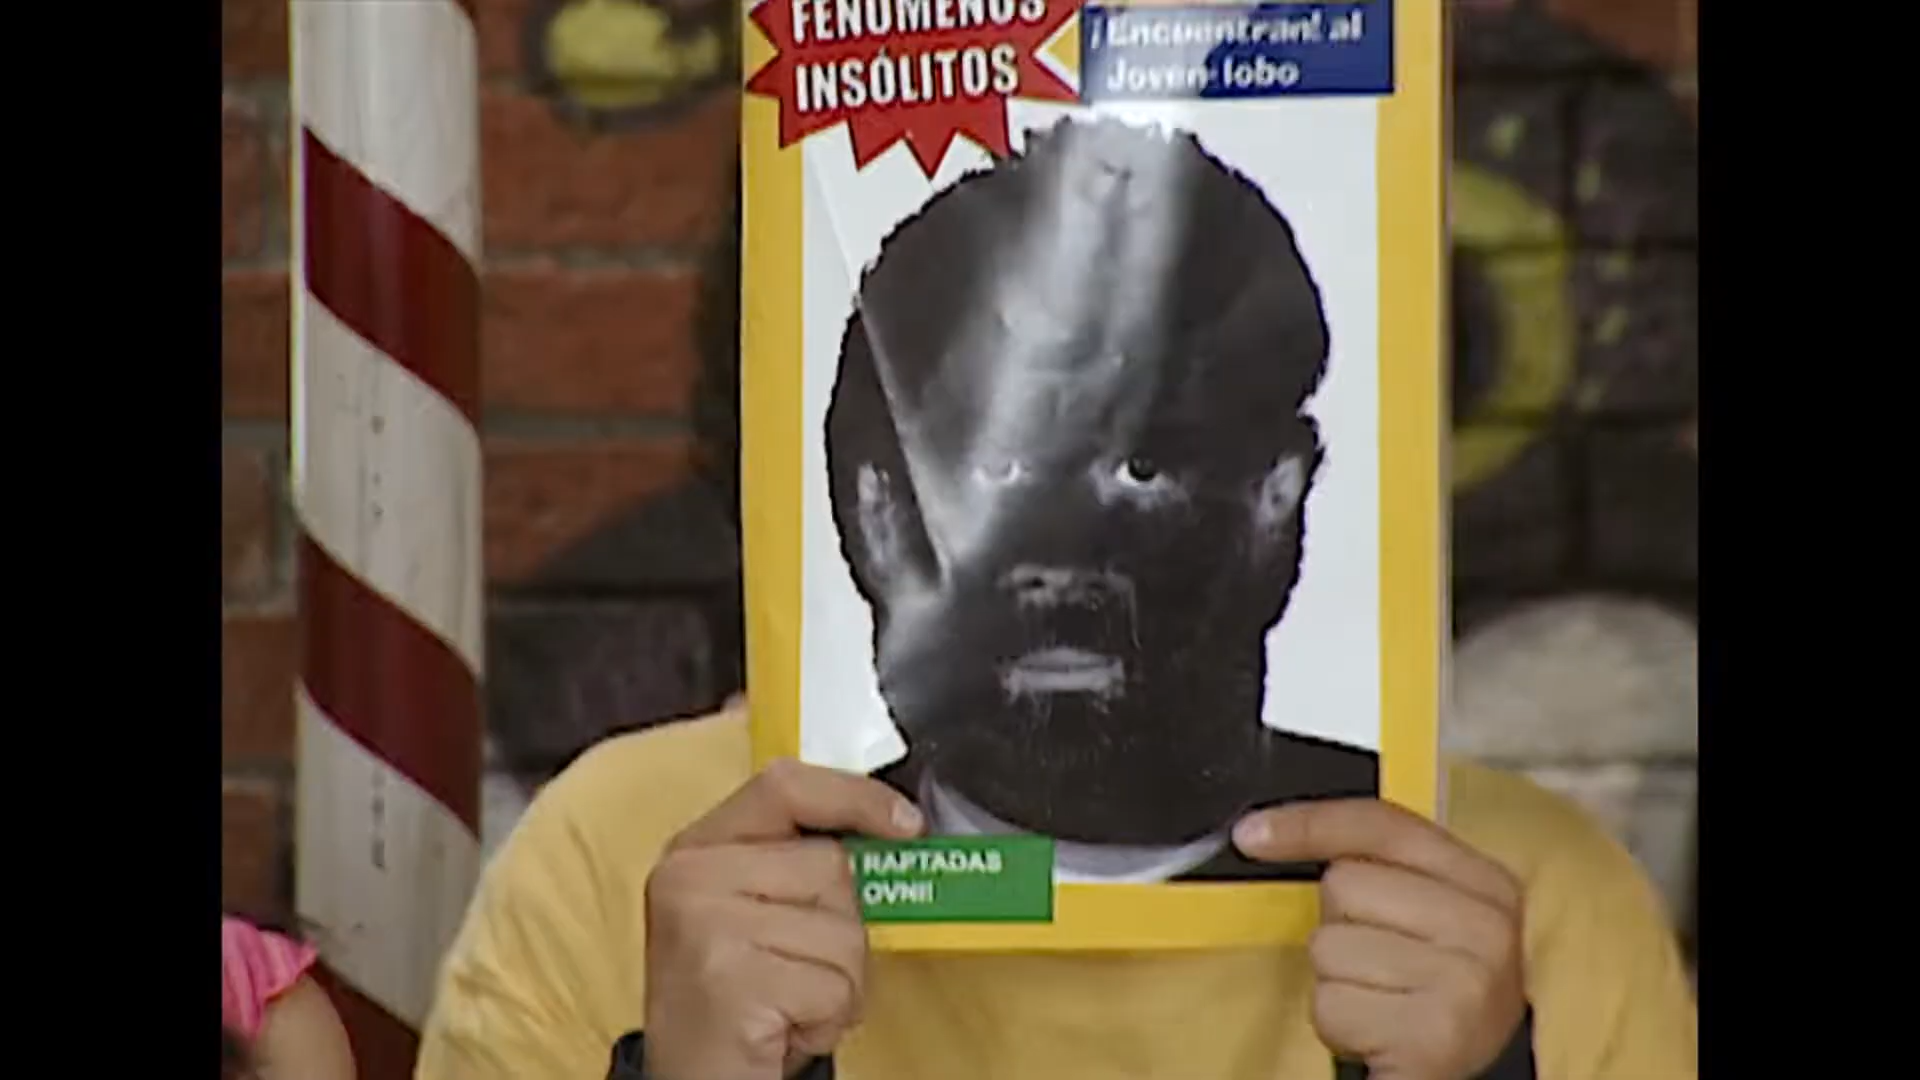 FENÓMENOS
INSÓLITOS
¡Encuentran! al
Joven-lobo
RAPTADAS
OVNI!